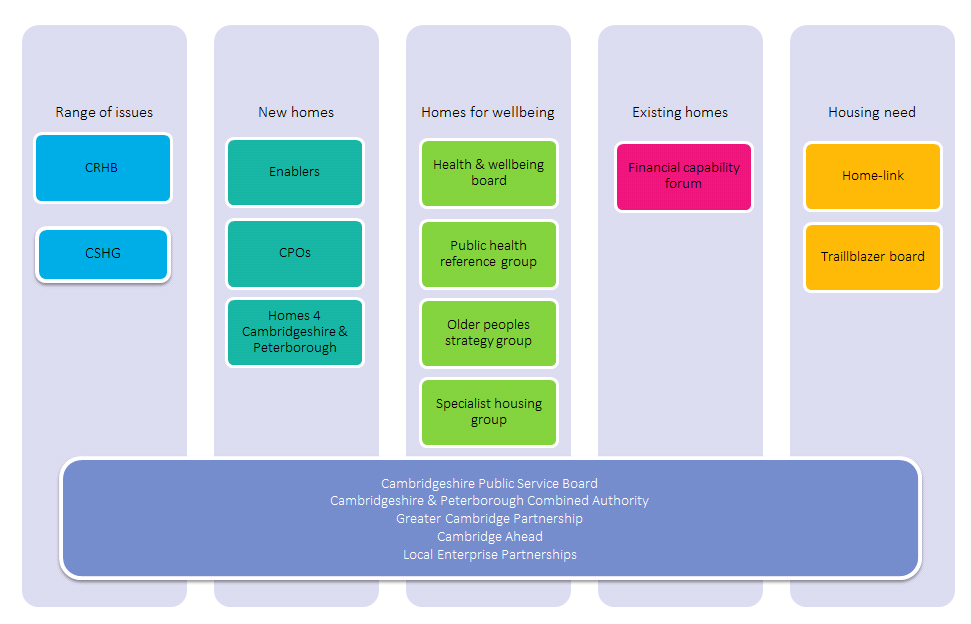 Range of issues
CRHB
CSHG
New homes
Enablers
CPOs
Homes 4
Cambridgeshire &
Peterborough
Homes for wellbeing
Health & wellbeing
board
Public health
reference group
Older peoples
strategy group
Specialist housing
group
Existing homes
Financial capability
forum
Housing need
Home-link
Traillblazer board
Cambridgeshire Public Service Board
Cambridgeshire & Peterborough Combined Authority
Greater Cambridge Partnership
Cambridge Ahead
Local Enterprise Partnerships